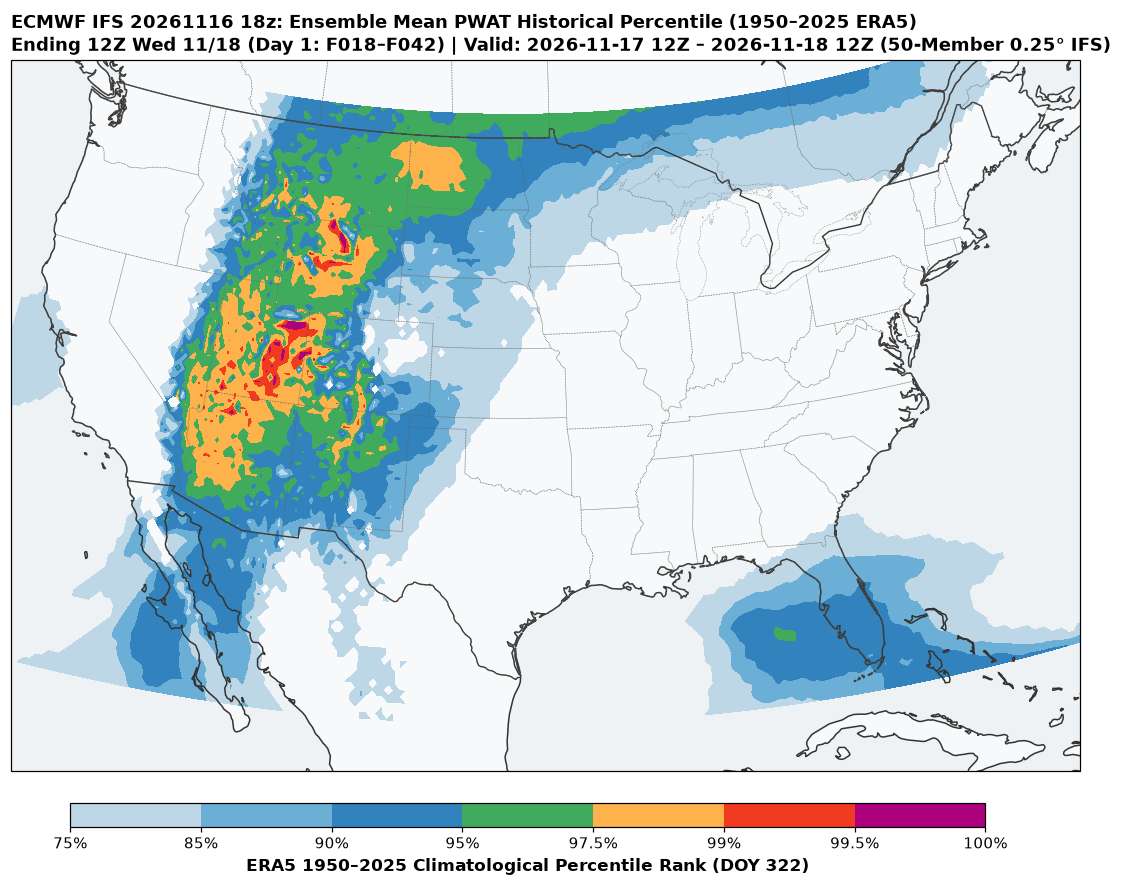 ECMWF IFS 20261116 18z: Ensemble Mean PWAT Historical Percentile (1950–2025 ERA5)
Ending 12Z Wed 11/18 (Day 1: F018–F042) | Valid: 2026-11-17 12Z – 2026-11-18 12Z (50-Member 0.25° IFS)
75% 85% 90% 95% 97.5% 99% 99.5% 100%
ERA5 1950–2025 Climatological Percentile Rank (DOY 322)